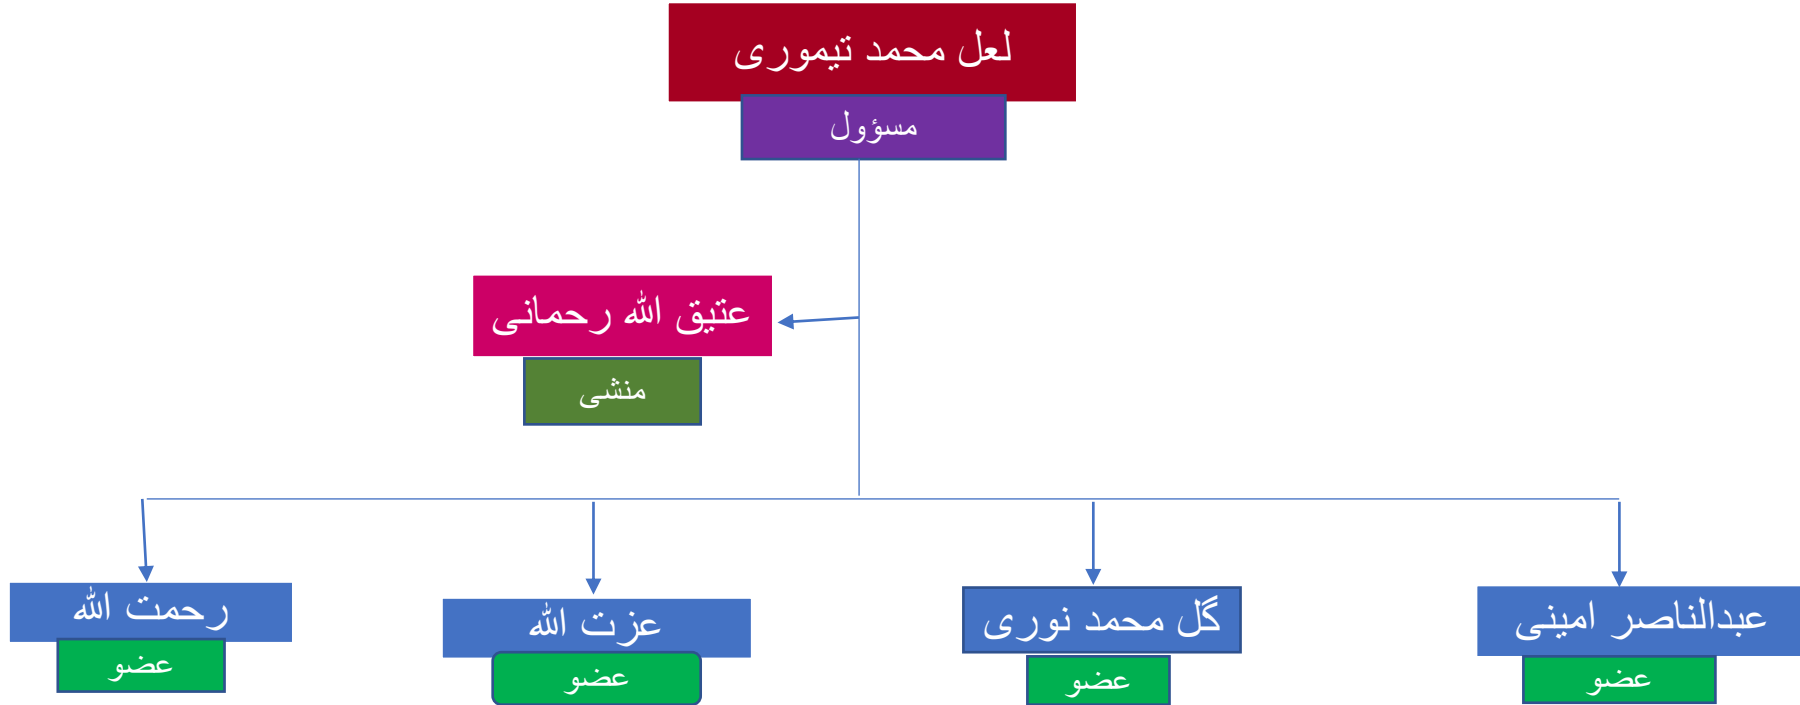 لعل محمد تیموری
مسؤول
عتیق الله رحمانی
منشی
عبدالناصر امینی
عضو
گل محمد نوری
عضو
عزت الله
عضو
رحمت الله
عضو